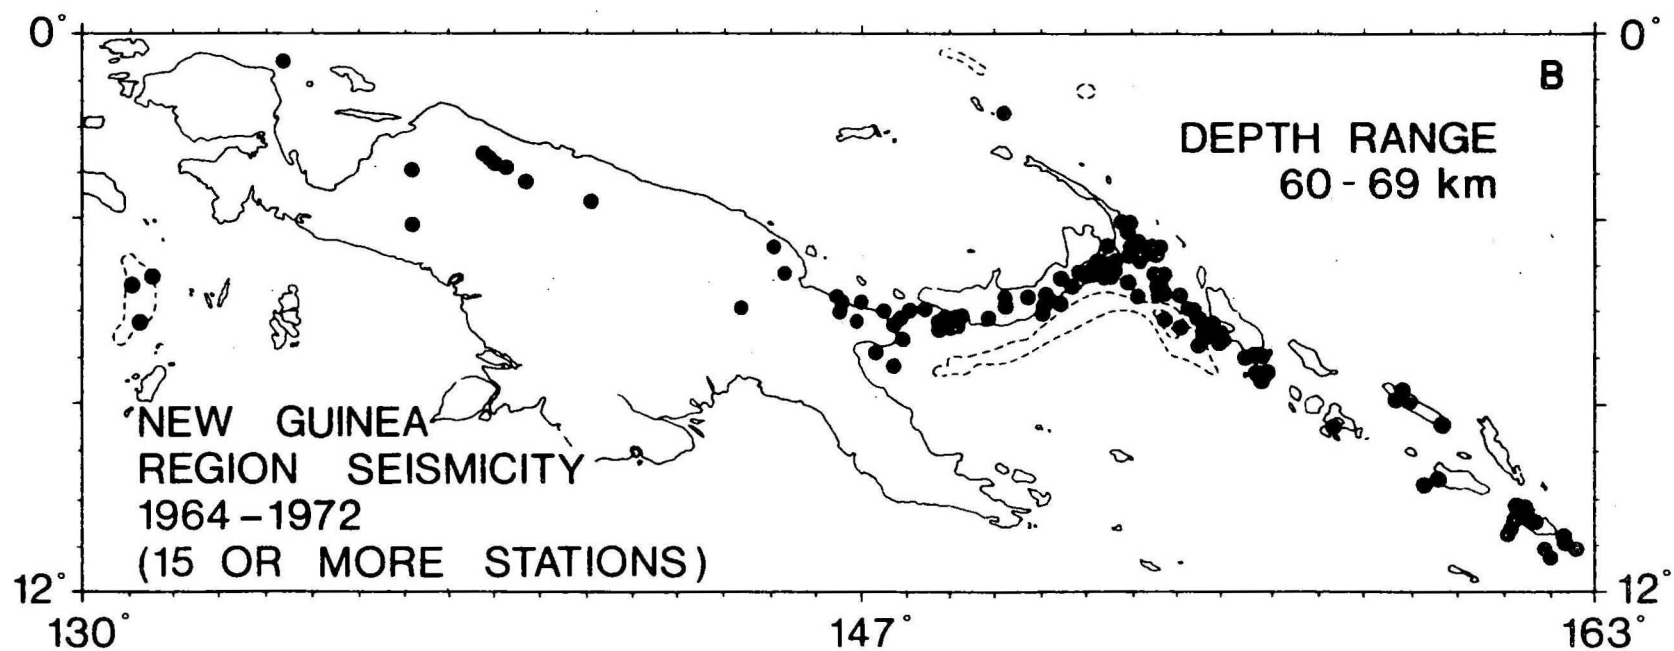 0° 0°
B
DEPTH RANGE
60-69 km
NEW GUINEA
REGION SEISMICITY
1964-1972
(15 OR MORE STATIONS)
12° 12°
130° 147° 163°